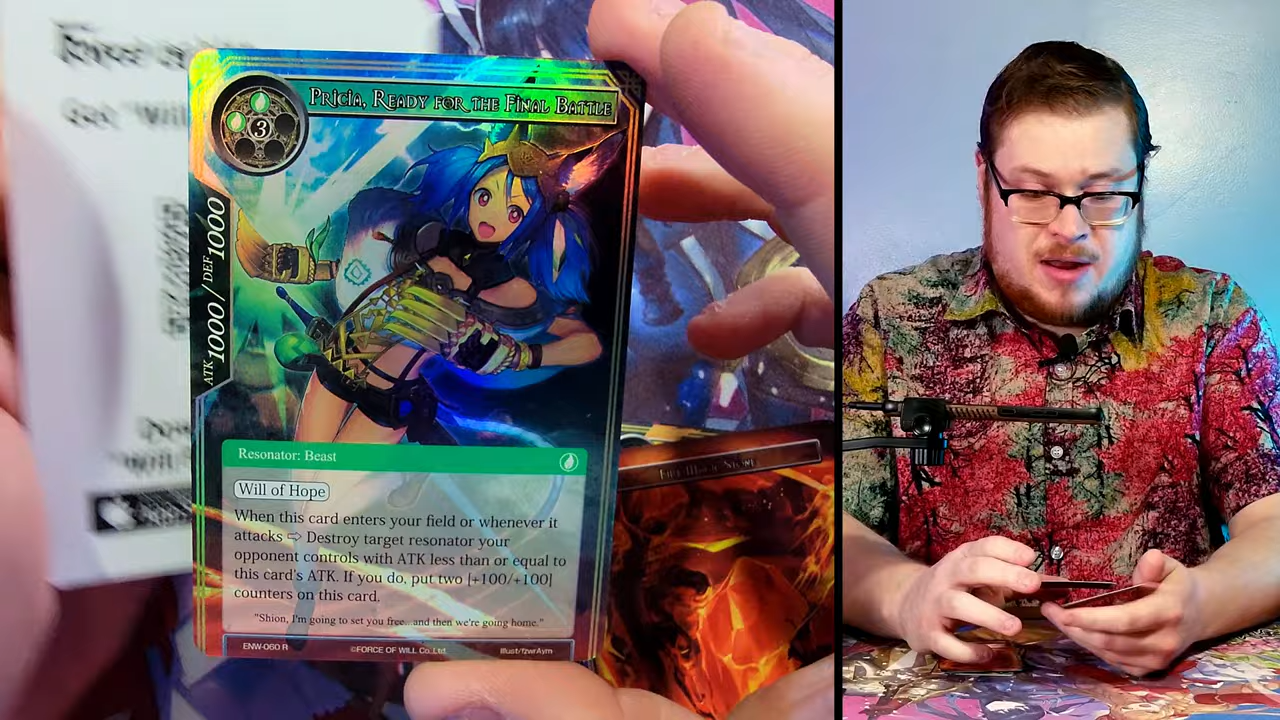 Pricia, Ready for the Final Battle
3
ATK 1000 / DEF 1000
Resonator: Beast
Will of Hope
When this card enters your field or whenever it
attacks ⇨ Destroy target resonator your
opponent controls with ATK less than or equal to
this card's ATK. If you do, put two [+100/+100]
counters on this card.
"Shion, I'm going to set you free.. and then we're going home."
ENW-060 R
©FORCE OF WILL Co.,Ltd.
Illust/fzwrAym